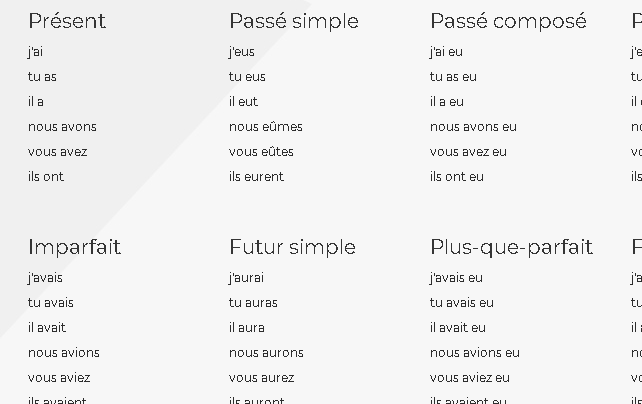 Présent
j'ai
tu as
il a
nous avons
vous avez
ils ont
Passé simple
j'eus
tu eus
il eut
nous eûmes
vous eûtes
ils eurent
Passé composé
j'ai eu
tu as eu
il a eu
nous avons eu
vous avez eu
ils ont eu
Imparfait
j'avais
tu avais
il avait
nous avions
vous aviez
ils avaient
Futur simple
j'aurai
tu auras
il aura
nous aurons
vous aurez
ils auront
Plus-que-parfait
j'avais eu
tu avais eu
il avait eu
nous avions eu
vous aviez eu
ils avaient eu